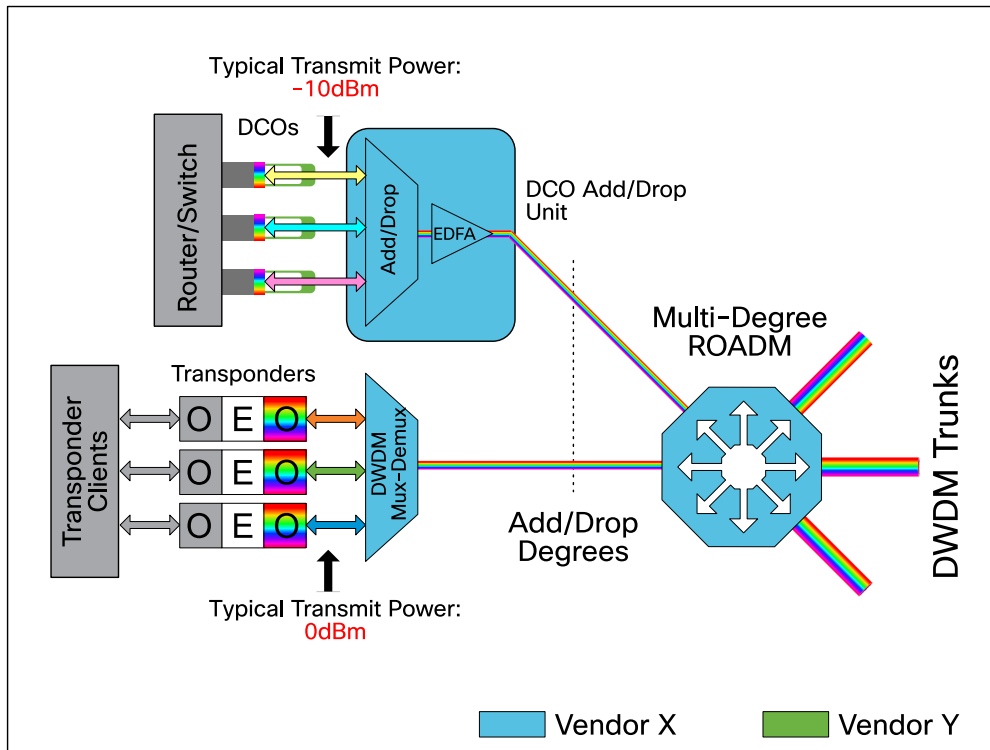 Typical Transmit Power:
-10dBm
DCOs
Router/Switch
Add/Drop
EDFA
DCO Add/Drop
Unit
Multi-Degree
ROADM
DWDM Trunks
Transponders
Transponder
Clients
O E O
O E O
O E O
DWDM
Mux-Demux
Add/Drop
Degrees
Typical Transmit Power:
0dBm
Vendor X
Vendor Y